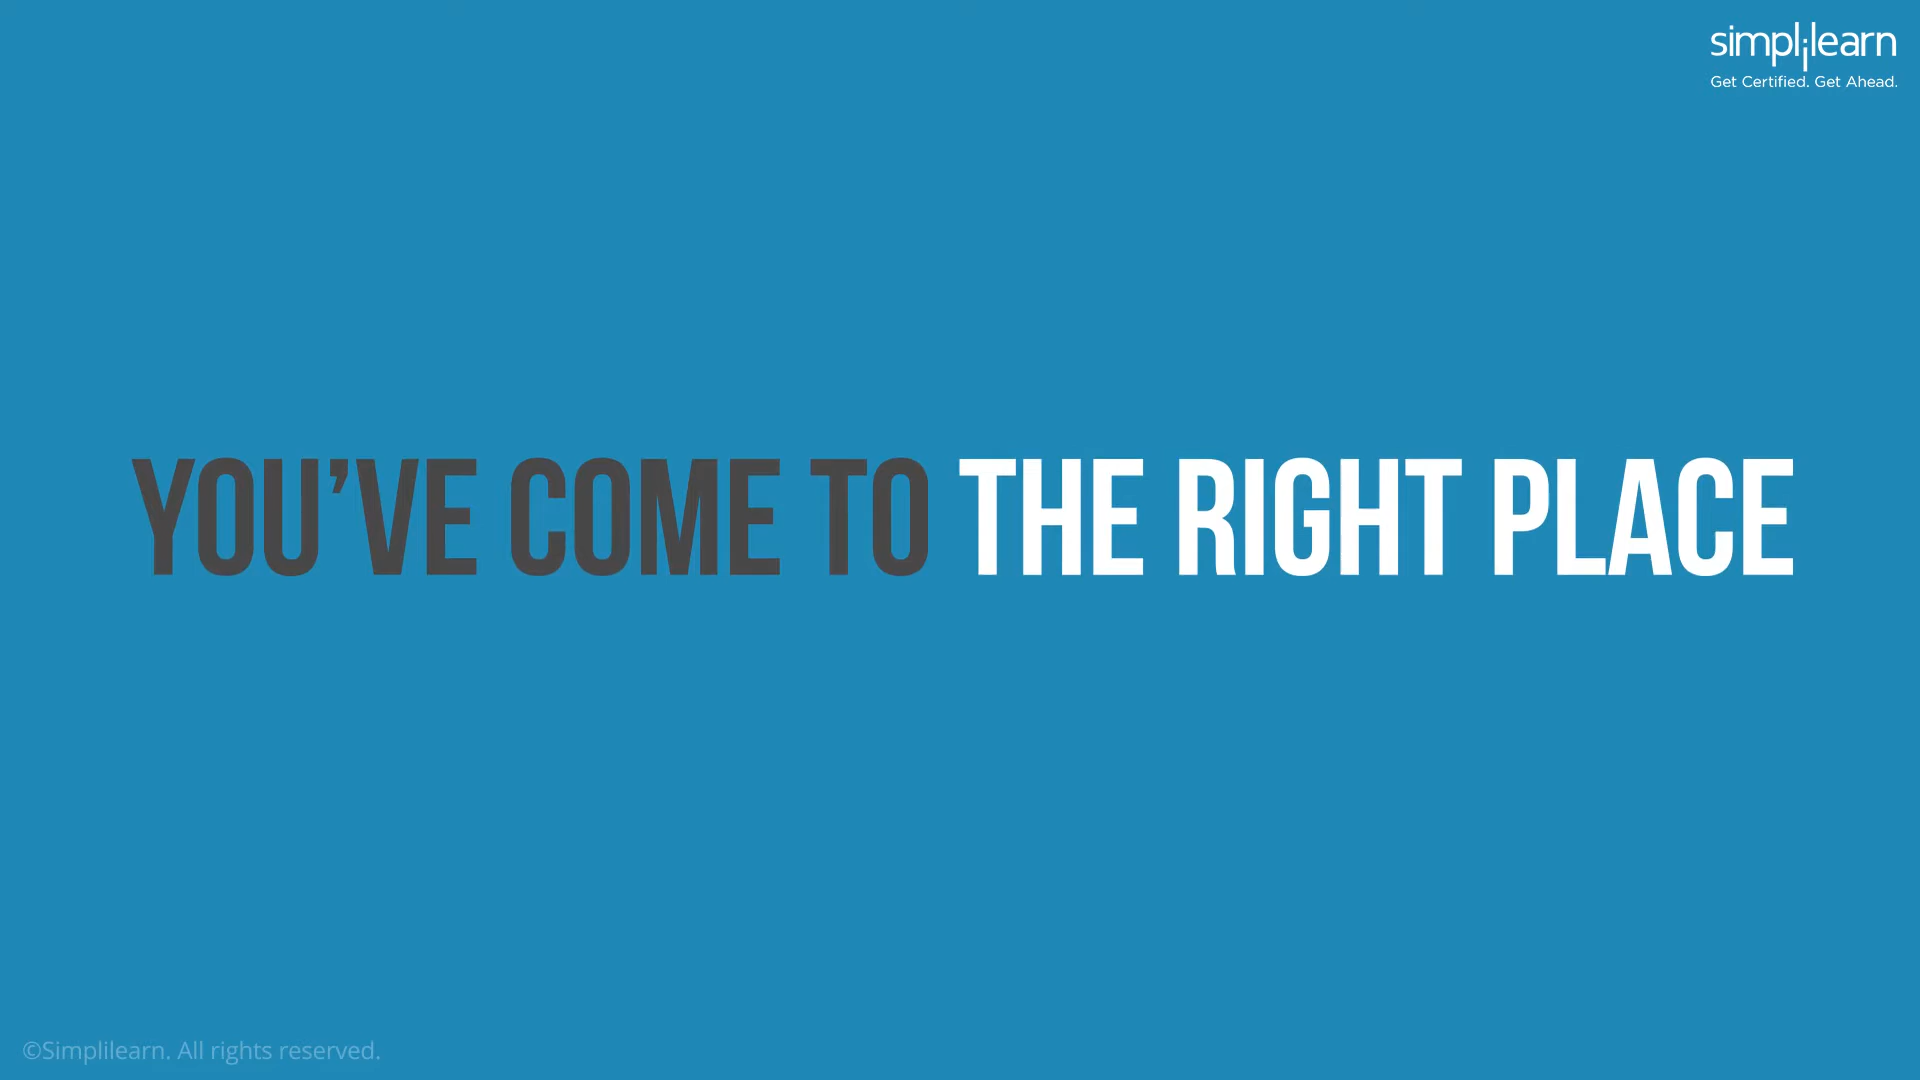 simplilearn
Get Certified. Get Ahead.
YOU’VE COME TO THE RIGHT PLACE
©Simplilearn. All rights reserved.